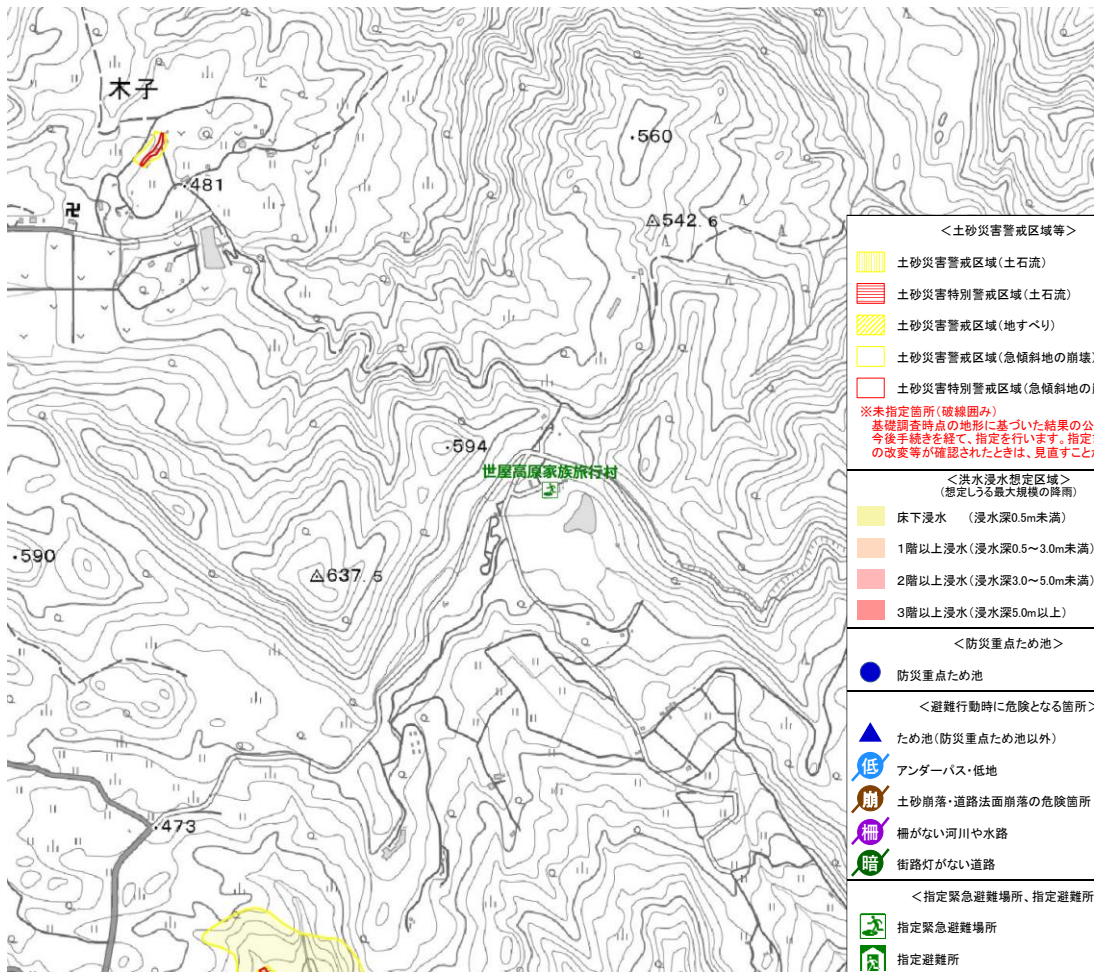 木子
・560
・481
卍
542.6
＜土砂災害警戒区域等＞
土砂災害警戒区域（土石流）
土砂災害特別警戒区域（土石流）
土砂災害警戒区域（地すべり）
土砂災害警戒区域（急傾斜地の崩壊）
土砂災害特別警戒区域（急傾斜地の
※未指定箇所（破線囲み）
基礎調査時点の地形に基づいた結果の公
今後手続きを経て、指定を行います。指定
の改変等が確認されたときは、見直すこと
・594
世屋高原家族旅行村
＜洪水浸水想定区域＞
（想定しうる最大規模の降雨）
床下浸水　（浸水深0.5m未満）
1階以上浸水（浸水深0.5～3.0m未満）
2階以上浸水（浸水深3.0～5.0m未満）
3階以上浸水（浸水深5.0m以上）
・590
637.5
＜防災重点ため池＞
防災重点ため池
＜避難行動時に危険となる箇所＞
ため池（防災重点ため池以外）
低 アンダーパス・低地
崩 土砂崩落・道路法面崩落の危険箇所
柵 柵がない河川や水路
暗 街路灯がない道路
・473
＜指定緊急避難場所、指定避難所
指定緊急避難場所
指定避難所